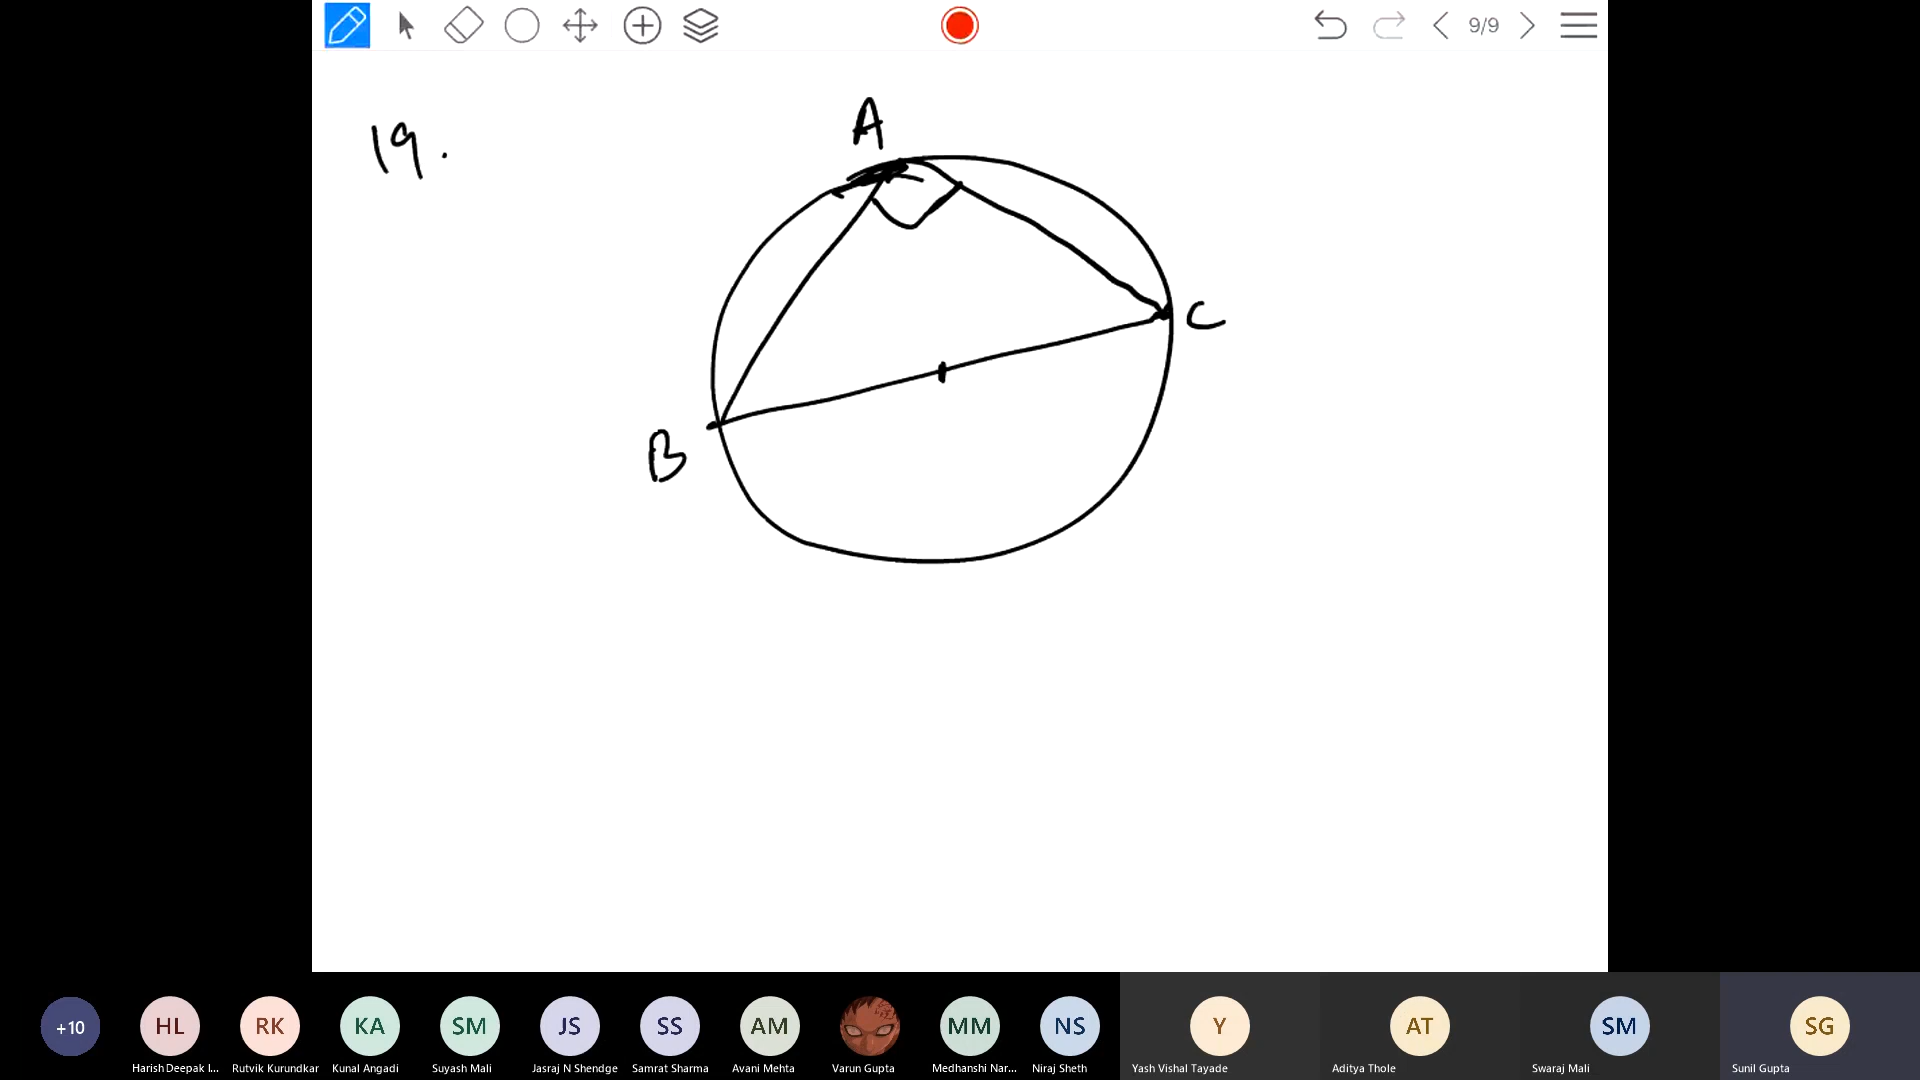 9/9
19.
A
C
B
+10
HL
RK
KA
SM
JS
SS
AM
MM
NS
Y
AT
SM
SG
Harish Deepak I...
Rutvik Kurundkar
Kunal Angadi
Suyash Mali
Jasraj N Shendge
Samrat Sharma
Avani Mehta
Varun Gupta
Medhanshi Nar...
Niraj Sheth
Yash Vishal Tayade
Aditya Thole
Swaraj Mali
Sunil Gupta